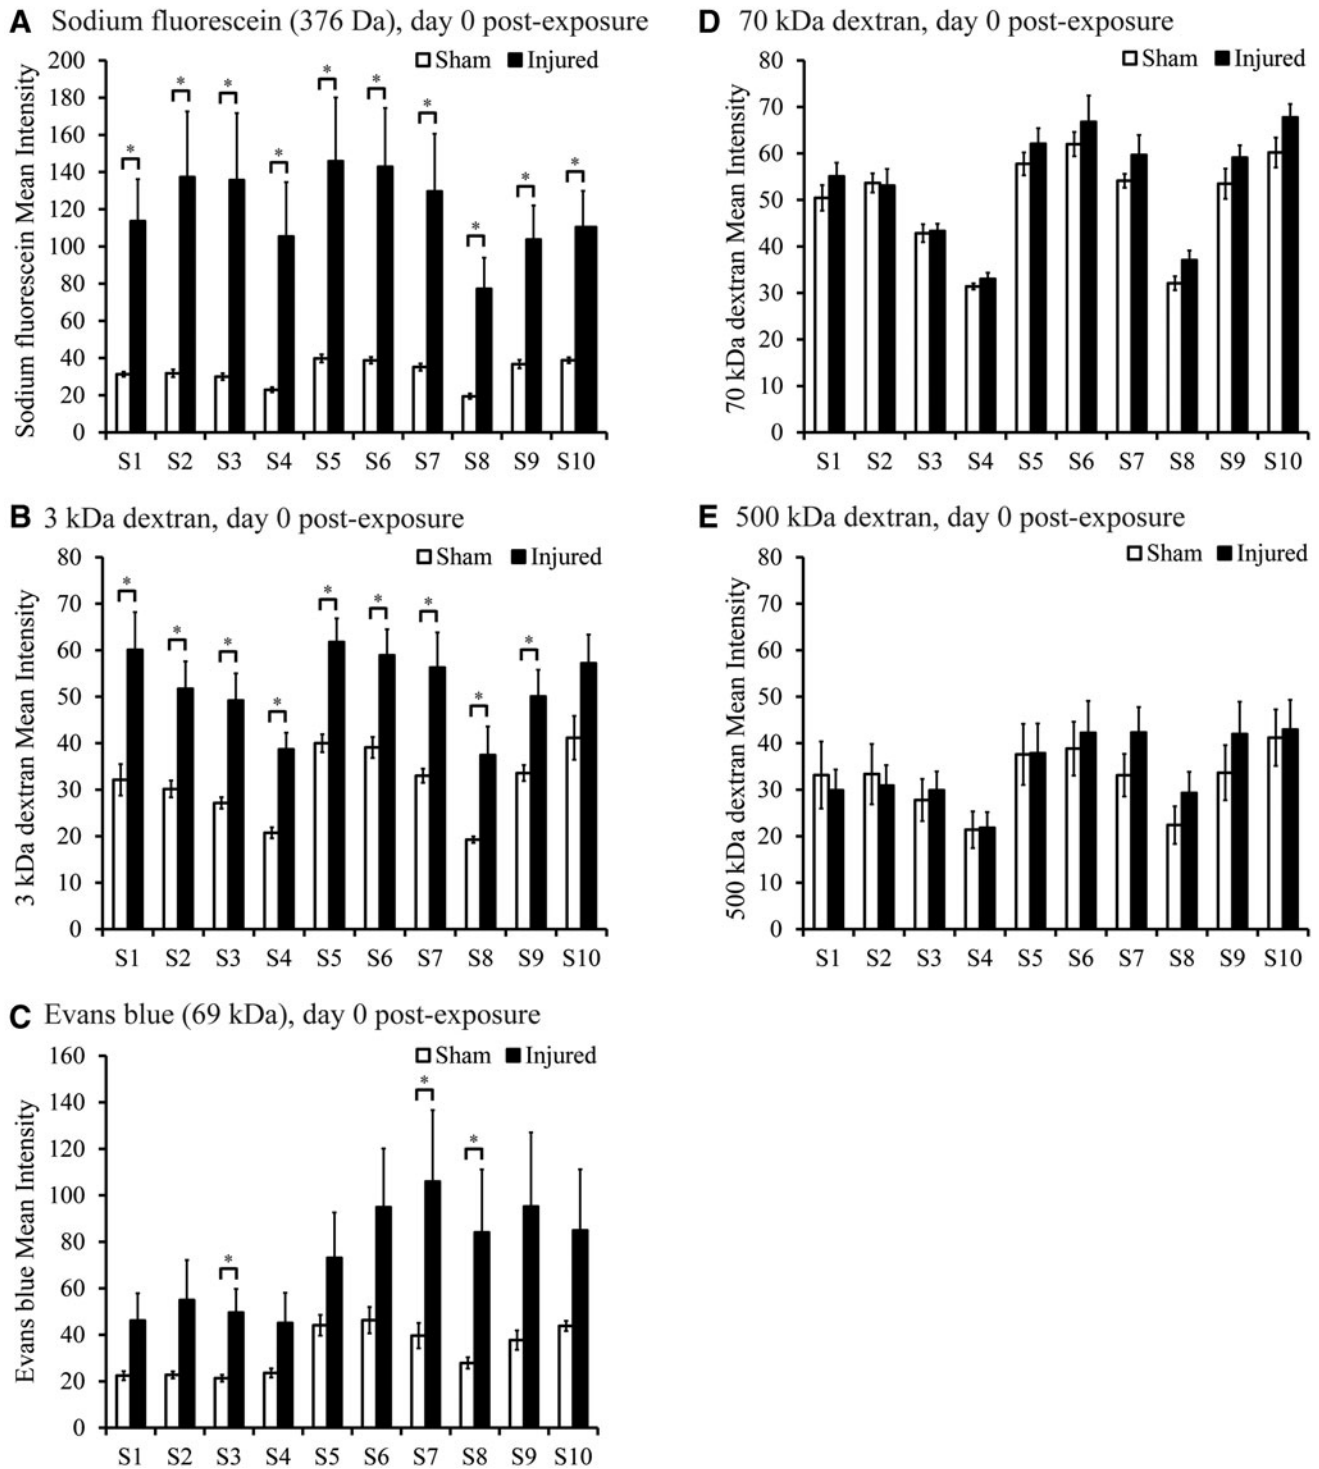 A Sodium fluorescein (376 Da), day 0 post-exposure
Sham Injured
Sodium fluorescein Mean Intensity
200
180
160
140
120
100
80
60
40
20
0
* * * * * * * * * *
S1 S2 S3 S4 S5 S6 S7 S8 S9 S10
B 3 kDa dextran, day 0 post-exposure
Sham Injured
3 kDa dextran Mean Intensity
80
70
60
50
40
30
20
10
0
* * * * * * * * *
S1 S2 S3 S4 S5 S6 S7 S8 S9 S10
C Evans blue (69 kDa), day 0 post-exposure
Sham Injured
Evans blue Mean Intensity
160
140
120
100
80
60
40
20
0
* * *
S1 S2 S3 S4 S5 S6 S7 S8 S9 S10
D 70 kDa dextran, day 0 post-exposure
Sham Injured
70 kDa dextran Mean Intensity
80
70
60
50
40
30
20
10
0
S1 S2 S3 S4 S5 S6 S7 S8 S9 S10
E 500 kDa dextran, day 0 post-exposure
Sham Injured
500 kDa dextran Mean Intensity
80
70
60
50
40
30
20
10
0
S1 S2 S3 S4 S5 S6 S7 S8 S9 S10